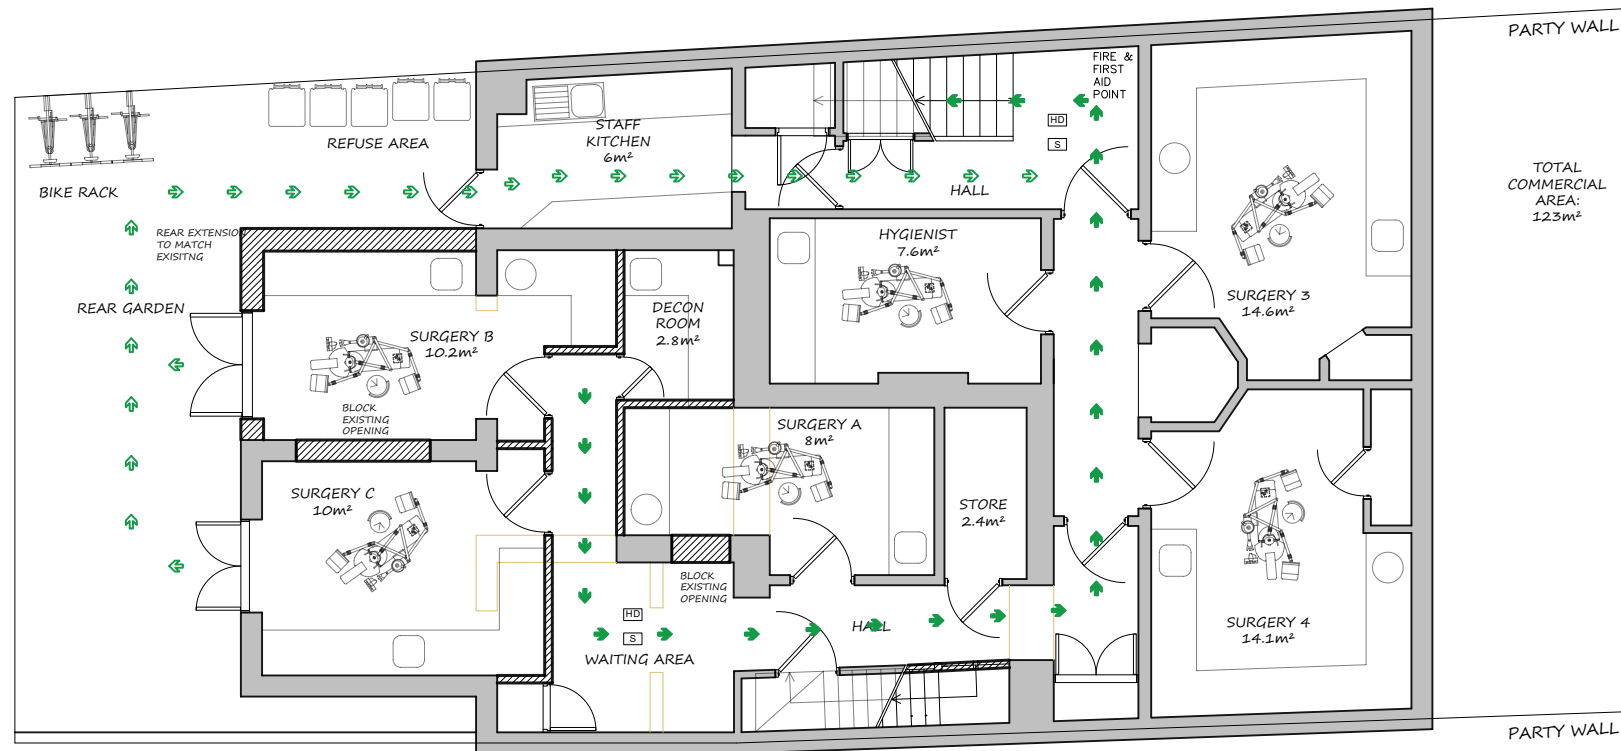 PARTY WALL
FIRE &
FIRST
AID
POINT
HD
S
STAFF
KITCHEN
6m²
REFUSE AREA
BIKE RACK
HALL
TOTAL
COMMERCIAL
AREA:
123m²
REAR EXTENSIO
TO MATCH
EXISITNG
HYGIENIST
7.6m²
REAR GARDEN
SURGERY B
10.2m²
DECON
ROOM
2.8m²
SURGERY 3
14.6m²
BLOCK
EXISTING
OPENING
SURGERY A
8m²
SURGERY C
10m²
STORE
2.4m²
BLOCK
EXISTING
OPENING
HD
S
WAITING AREA
HALL
SURGERY 4
14.1m²
PARTY WALL